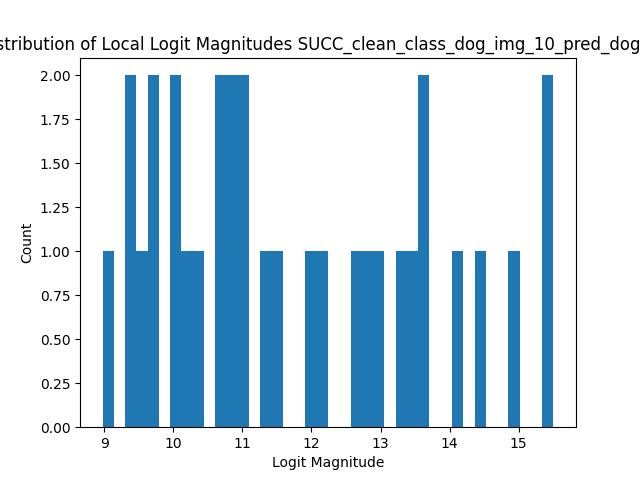 stribution of Local Logit Magnitudes SUCC_clean_class_dog_img_10_pred_dog
2.00
1.75
1.50
1.25
1.00
0.75
0.50
0.25
0.00
Count
9 10 11 12 13 14 15
Logit Magnitude